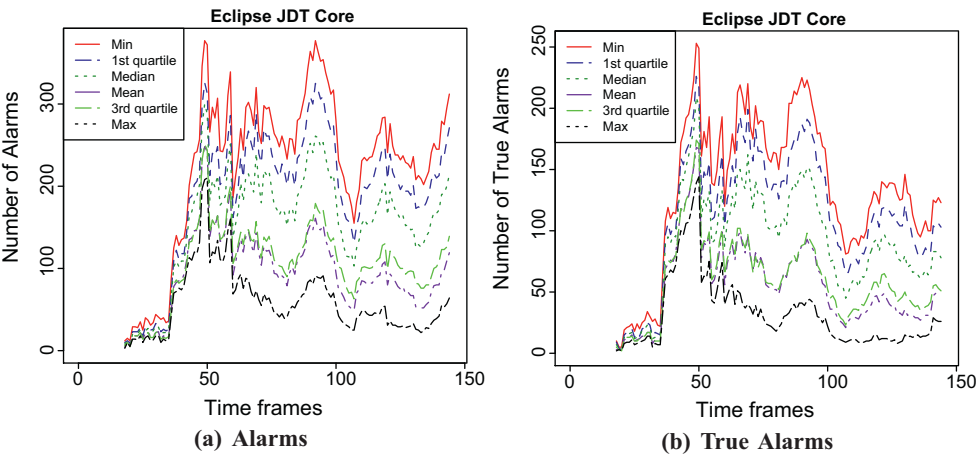 Eclipse JDT Core
Number of Alarms
0
100
200
300
Min
1st quartile
Median
Mean
3rd quartile
Max
0
50
100
150
Time frames
(a) Alarms
Eclipse JDT Core
Number of True Alarms
0
50
100
150
200
250
Min
1st quartile
Median
Mean
3rd quartile
Max
0
50
100
150
Time frames
(b) True Alarms